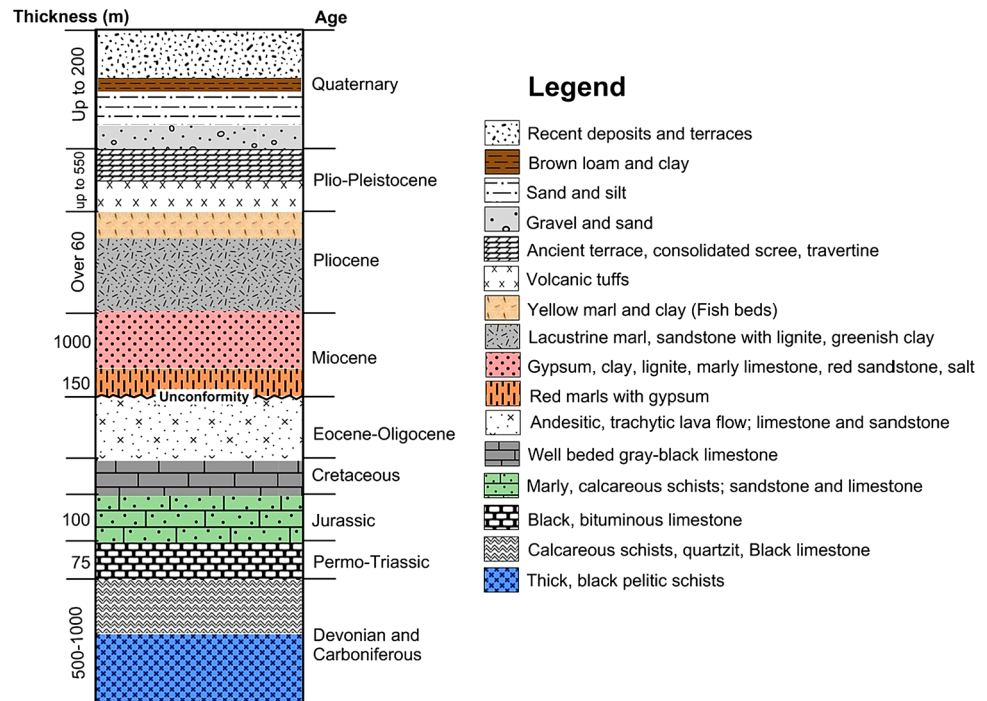 Thickness (m)
Age
Up to 200
Quaternary
up to 550
Plio-Pleistocene
Over 60
Pliocene
1000
Miocene
150
Unconformity
Eocene-Oligocene
Cretaceous
100
Jurassic
75
Permo-Triassic
500-1000
Devonian and
Carboniferous
Legend
Recent deposits and terraces
Brown loam and clay
Sand and silt
Gravel and sand
Ancient terrace, consolidated scree, travertine
Volcanic tuffs
Yellow marl and clay (Fish beds)
Lacustrine marl, sandstone with lignite, greenish clay
Gypsum, clay, lignite, marly limestone, red sandstone, salt
Red marls with gypsum
Andesitic, trachytic lava flow; limestone and sandstone
Well beded gray-black limestone
Marly, calcareous schists; sandstone and limestone
Black, bituminous limestone
Calcareous schists, quartzit, Black limestone
Thick, black pelitic schists